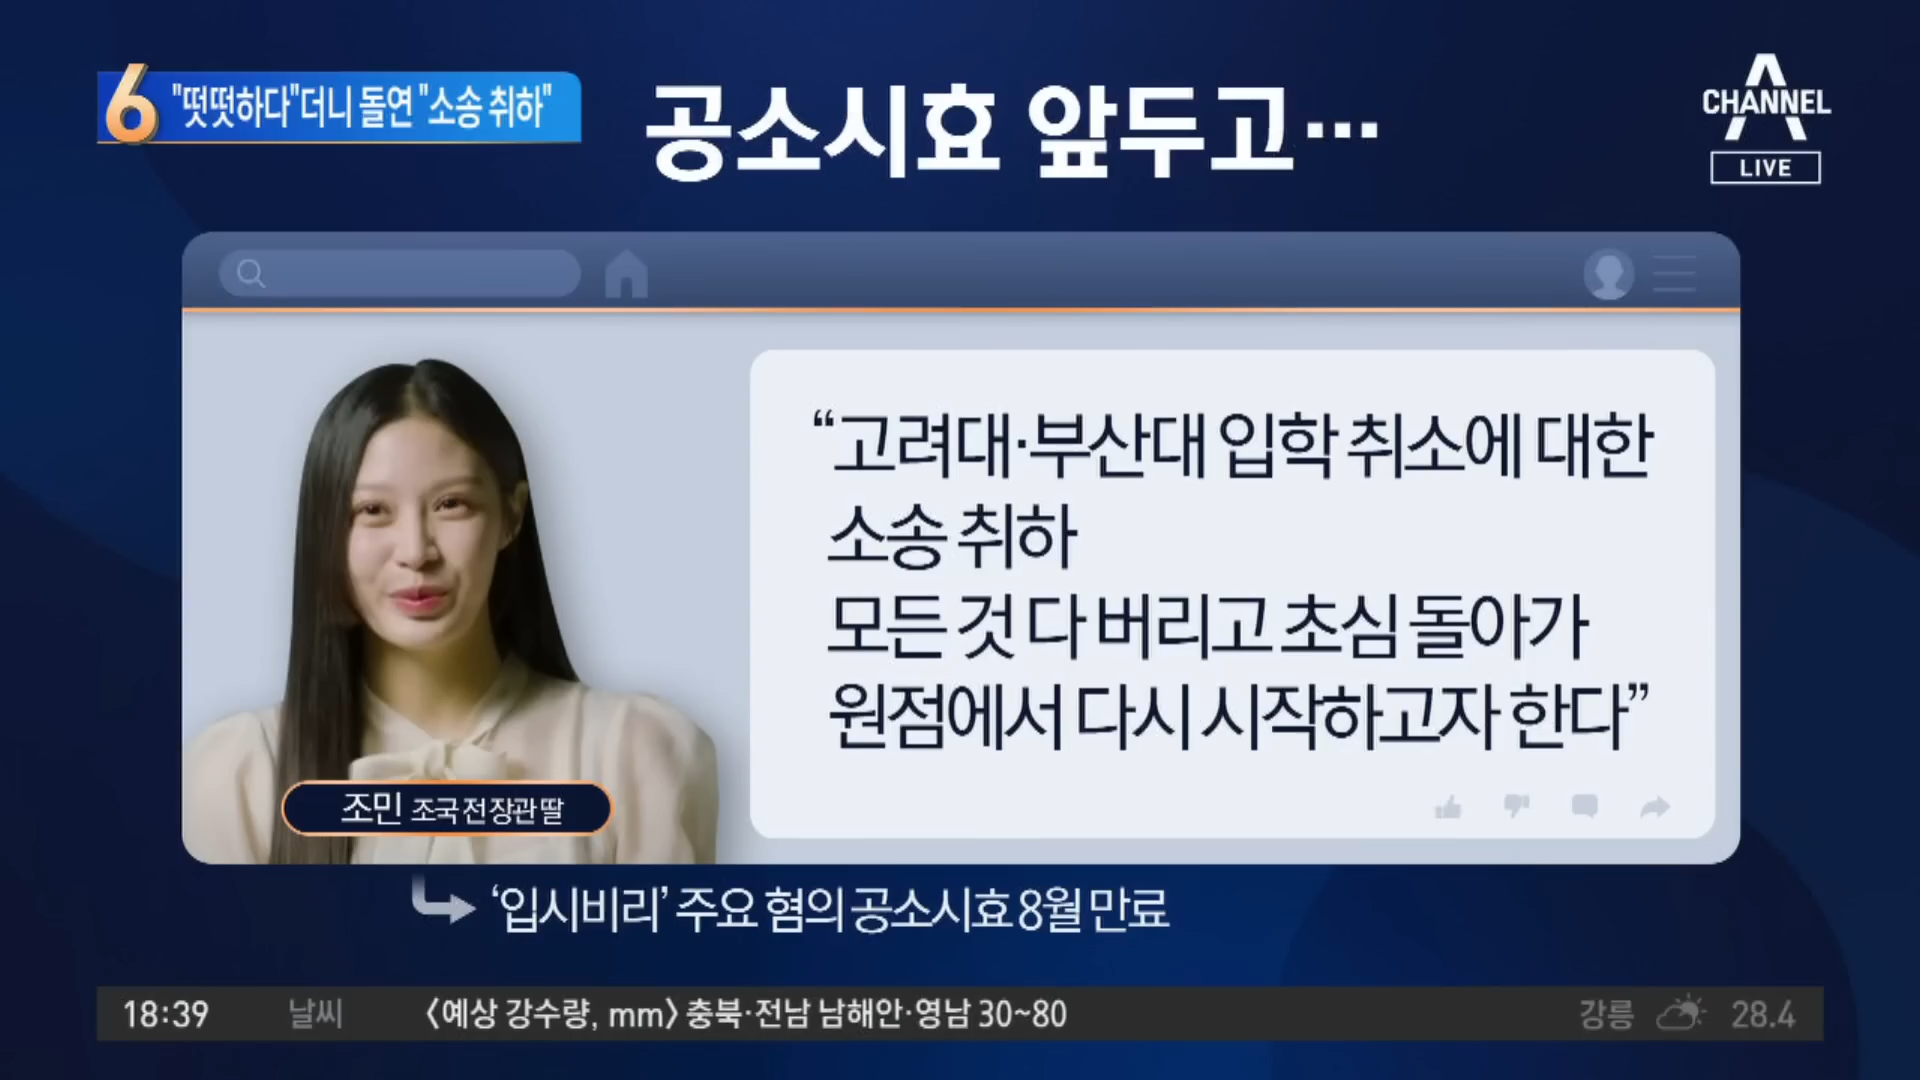 6 "떳떳하다"더니 돌연 "소송 취하"
공소시효 앞두고…
CHANNEL A
LIVE
“고려대·부산대 입학 취소에 대한
소송 취하
모든 것 다 버리고 초심 돌아가
원점에서 다시 시작하고자 한다”
조민 조국 전 장관 딸
‘입시비리’ 주요 혐의 공소시효 8월 만료
18:39 날씨 〈예상 강수량, mm〉 충북·전남 남해안·영남 30~80 강릉 28.4